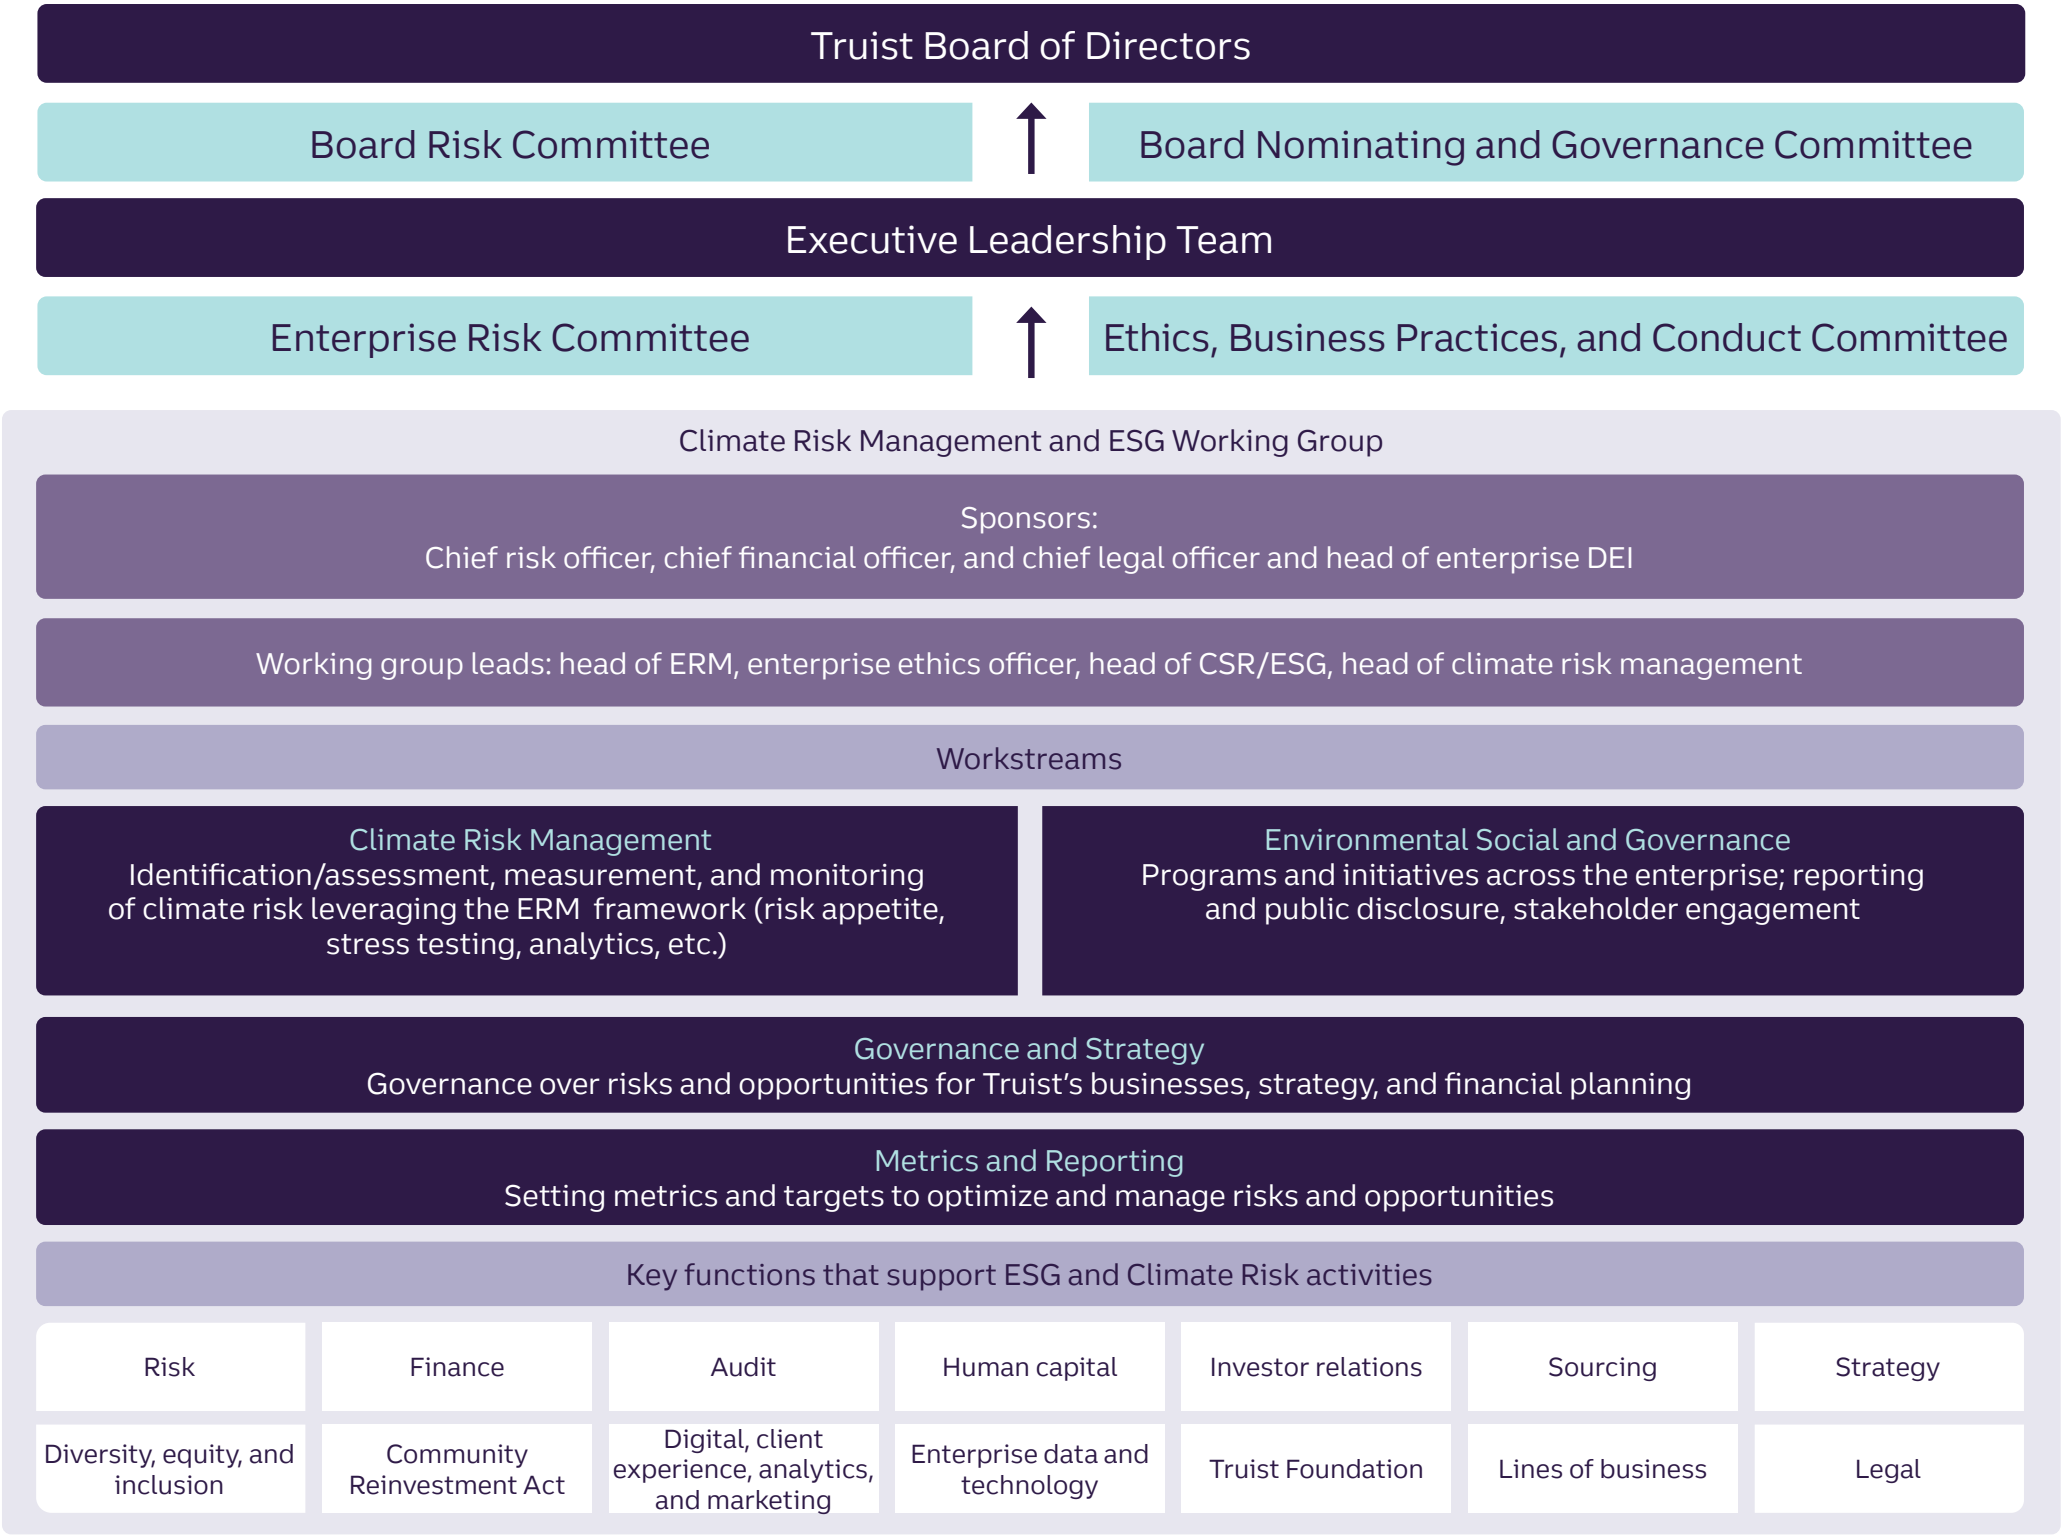 Truist Board of Directors
Board Risk Committee
Board Nominating and Governance Committee
Executive Leadership Team
Enterprise Risk Committee
Ethics, Business Practices, and Conduct Committee
Climate Risk Management and ESG Working Group
Sponsors:
Chief risk officer, chief financial officer, and chief legal officer and head of enterprise DEI
Working group leads: head of ERM, enterprise ethics officer, head of CSR/ESG, head of climate risk management
Workstreams
Climate Risk Management
Identification/assessment, measurement, and monitoring
of climate risk leveraging the ERM framework (risk appetite,
stress testing, analytics, etc.)
Environmental Social and Governance
Programs and initiatives across the enterprise; reporting
and public disclosure, stakeholder engagement
Governance and Strategy
Governance over risks and opportunities for Truist’s businesses, strategy, and financial planning
Metrics and Reporting
Setting metrics and targets to optimize and manage risks and opportunities
Key functions that support ESG and Climate Risk activities
Risk
Finance
Audit
Human capital
Investor relations
Sourcing
Strategy
Diversity, equity, and
inclusion
Community
Reinvestment Act
Digital, client
experience, analytics,
and marketing
Enterprise data and
technology
Truist Foundation
Lines of business
Legal